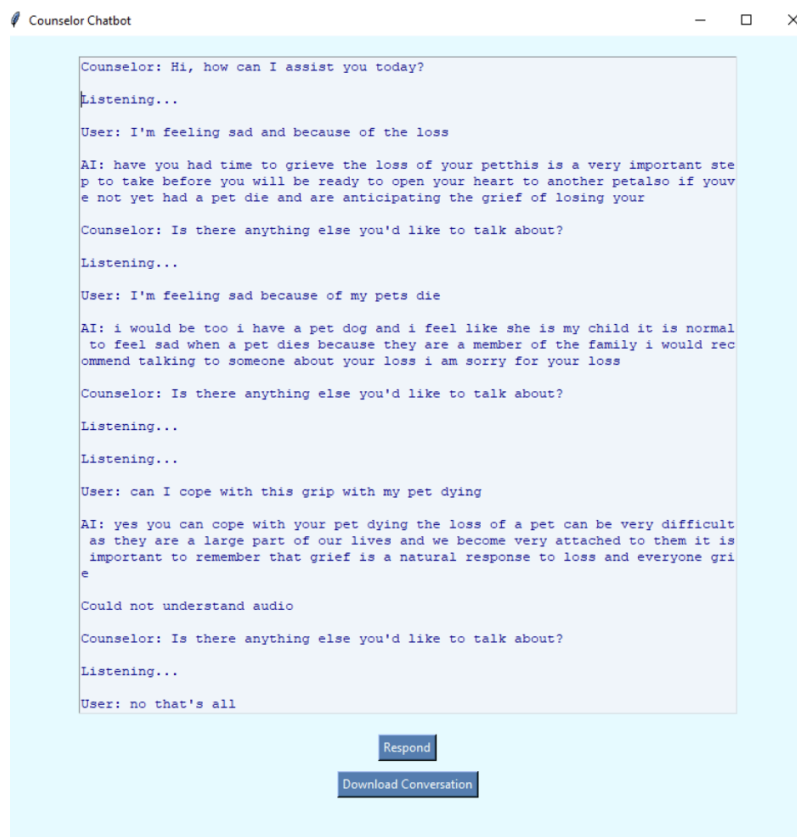 Counselor Chatbot
Counselor: Hi, how can I assist you today?
Listening...
User: I'm feeling sad and because of the loss
AI: have you had time to grieve the loss of your petthis is a very important ste
p to take before you will be ready to open your heart to another petalso if youv
e not yet had a pet die and are anticipating the grief of losing your
Counselor: Is there anything else you'd like to talk about?
Listening...
User: I'm feeling sad because of my pets die
AI: i would be too i have a pet dog and i feel like she is my child it is normal
to feel sad when a pet dies because they are a member of the family i would rec
ommend talking to someone about your loss i am sorry for your loss
Counselor: Is there anything else you'd like to talk about?
Listening...
Listening...
User: can I cope with this grip with my pet dying
AI: yes you can cope with your pet dying the loss of a pet can be very difficult
as they are a large part of our lives and we become very attached to them it is
important to remember that grief is a natural response to loss and everyone gri
e
Could not understand audio
Counselor: Is there anything else you'd like to talk about?
Listening...
User: no that's all
Respond
Download Conversation